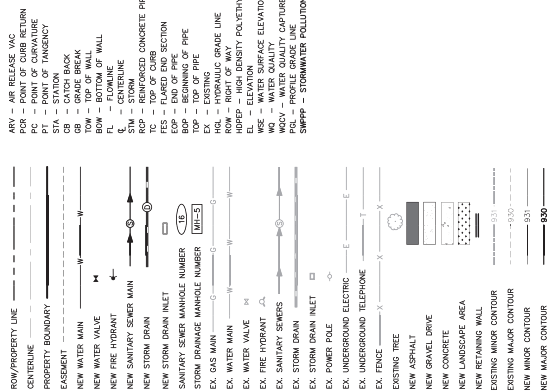 ROW/PROPERTY LINE
CENTERLINE
PROPERTY BOUNDARY
EASEMENT
NEW WATER MAIN W W
NEW WATER VALVE
NEW FIRE HYDRANT
NEW SANITARY SEWER MAIN S
NEW STORM DRAIN D
NEW STORM DRAIN INLET
SANITARY SEWER MANHOLE NUMBER 16
STORM DRAINAGE MANHOLE NUMBER MH-5
EX. GAS MAIN G G
EX. WATER MAIN W W
EX. WATER VALVE
EX. FIRE HYDRANT
EX. SANITARY SEWERS S
EX. STORM DRAIN
EX. STORM DRAIN INLET
EX. POWER POLE
EX. UNDERGROUND ELECTRIC E E
EX. UNDERGROUND TELEPHONE T
EX. FENCE X X
EXISTING TREE
NEW ASPHALT
NEW GRAVEL DRIVE
NEW CONCRETE
NEW LANDSCAPE AREA
NEW RETAINING WALL
EXISTING MINOR CONTOUR 931
EXISTING MAJOR CONTOUR 930
NEW MINOR CONTOUR 931
NEW MAJOR CONTOUR 930
ARV - AIR RELEASE VAC
PCR - POINT OF CURB RETURN
PC - POINT OF CURVATURE
PT - POINT OF TANGENCY
STA - STATION
CB - CATCH BACK
GB - GRADE BREAK
TOW - TOP OF WALL
BOW - BOTTOM OF WALL
FL - FLOWLINE
℄ - CENTERLINE
STM - STORM
RCP - REINFORCED CONCRETE PIP
TC - TOP OF CURB
FES - FLARED END SECTION
EOP - END OF PIPE
BOP - BEGINNING OF PIPE
TOP - TOP OF PIPE
EX - EXISTING
HGL - HYDRAULIC GRADE LINE
ROW - RIGHT OF WAY
HDPEP - HIGH DENSITY POLYETHY
EL - ELEVATION
WSE - WATER SURFACE ELEVATIO
WQ - WATER QUALITY
WQCV - WATER QUALITY CAPTURE
PGL - PROFILE GRADE LINE
SWPPP - STORMWATER POLLUTION